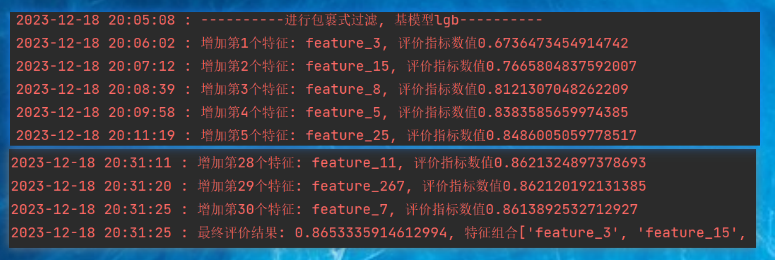 2023-12-18 20:05:08 : ----------进行包裹式过滤, 基模型lgb----------
2023-12-18 20:06:02 : 增加第1个特征: feature_3, 评价指标数值0.6736473454914742
2023-12-18 20:07:12 : 增加第2个特征: feature_15, 评价指标数值0.7665804837592007
2023-12-18 20:08:39 : 增加第3个特征: feature_8, 评价指标数值0.8121307048262209
2023-12-18 20:09:58 : 增加第4个特征: feature_5, 评价指标数值0.8383585659974385
2023-12-18 20:11:19 : 增加第5个特征: feature_25, 评价指标数值0.8486005059778517
2023-12-18 20:31:11 : 增加第28个特征: feature_11, 评价指标数值0.8621324897378693
2023-12-18 20:31:20 : 增加第29个特征: feature_267, 评价指标数值0.862120192131385
2023-12-18 20:31:25 : 增加第30个特征: feature_7, 评价指标数值0.8613892532712927
2023-12-18 20:31:25 : 最终评价结果: 0.8653335914612994, 特征组合['feature_3', 'feature_15',